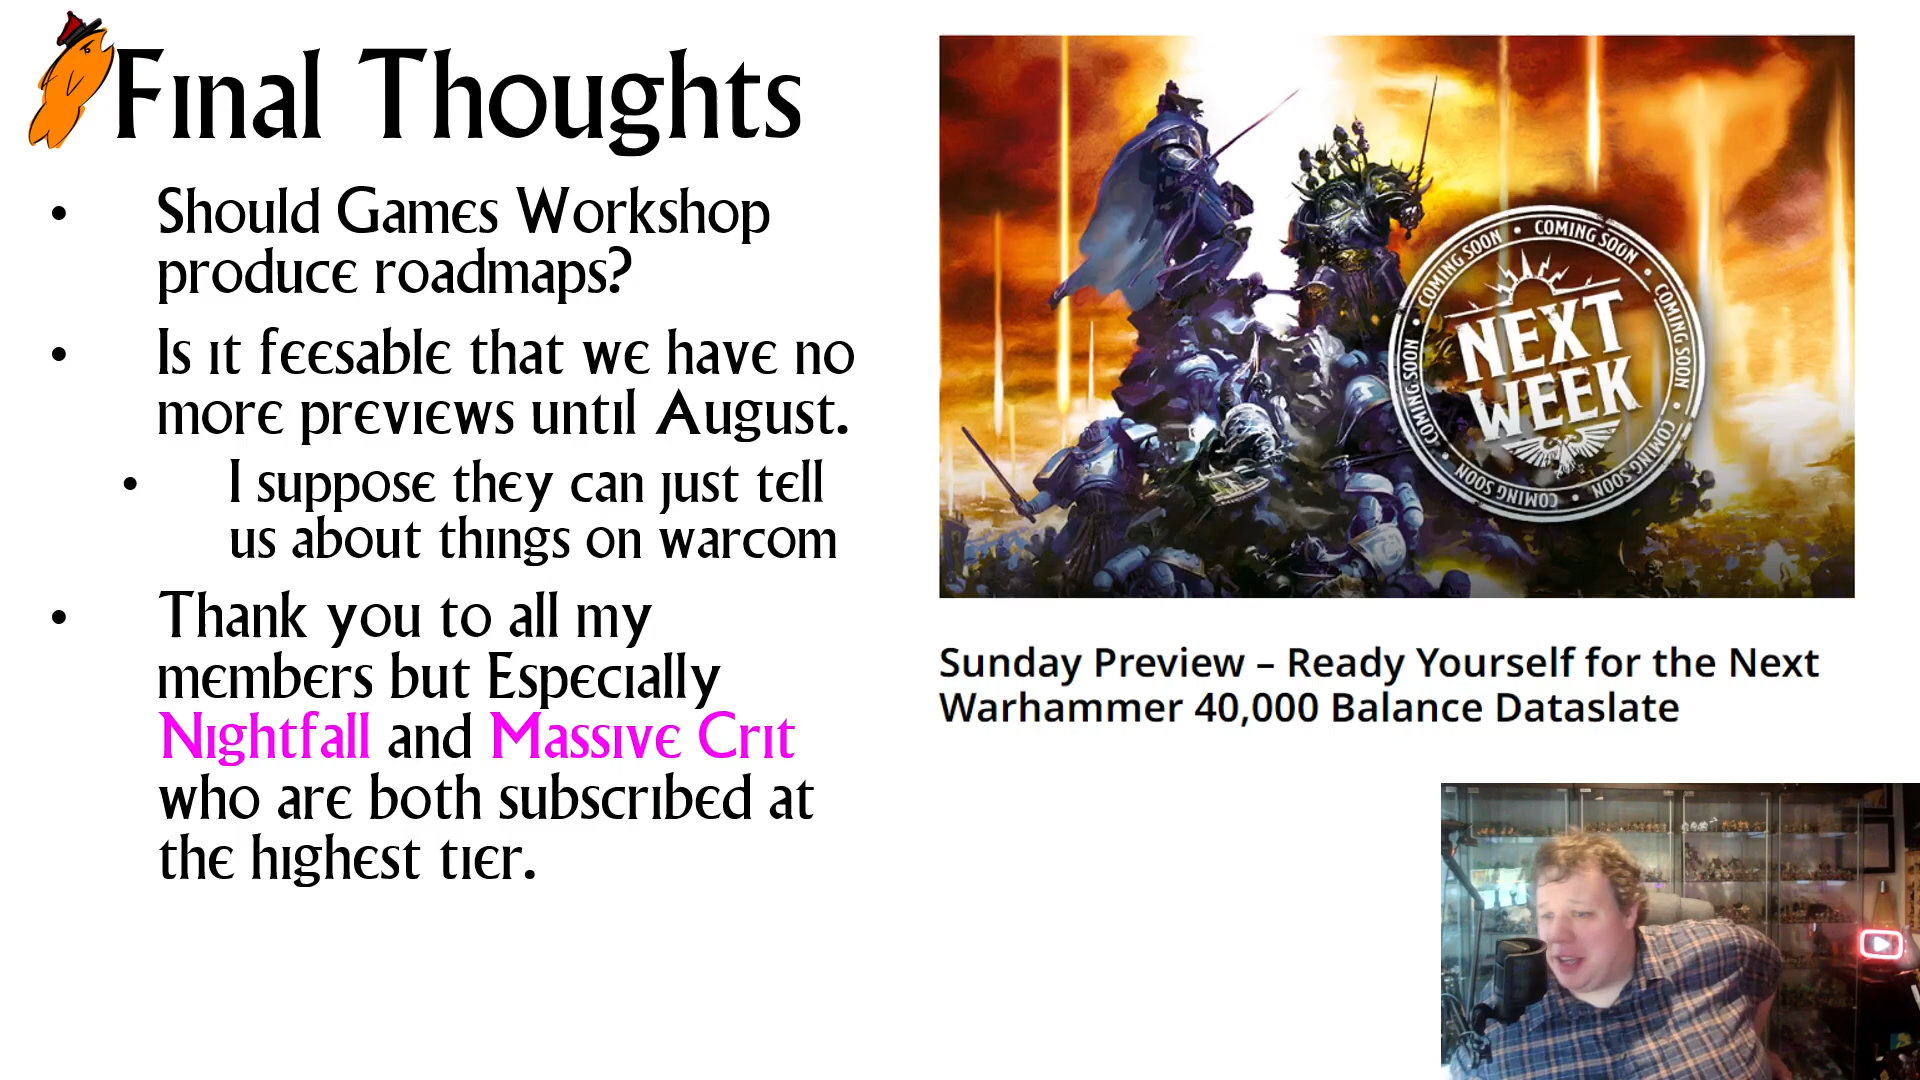 Final Thoughts
Should Games Workshop
produce roadmaps?
Is it feesable that we have no
more previews until August.
I suppose they can just tell
us about things on warcom
Thank you to all my
members but Especially
Nightfall and Massive Crit
who are both subscribed at
the highest tier.
COMING SOON • COMING SOON • COMING SOON • COMING SOON • COMING SOON • COMING SOON •
NEXT
WEEK
Sunday Preview – Ready Yourself for the Next
Warhammer 40,000 Balance Dataslate